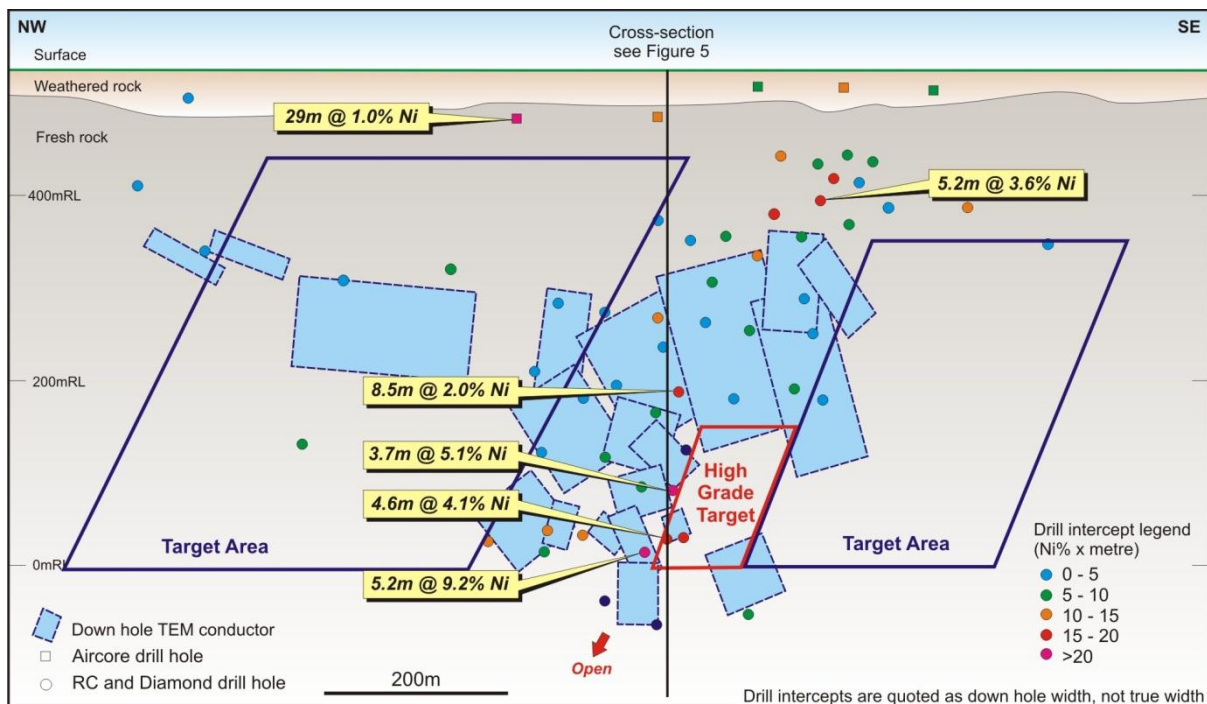 NW
SE
Cross-section
see Figure 5
Surface
Weathered rock
29m @ 1.0% Ni
Fresh rock
400mRL
5.2m @ 3.6% Ni
200mRL
8.5m @ 2.0% Ni
3.7m @ 5.1% Ni
High
Grade
Target
4.6m @ 4.1% Ni
Target Area
Target Area
Drill intercept legend
(Ni% x metre)
0mRL
5.2m @ 9.2% Ni
0 - 5
5 - 10
10 - 15
15 - 20
>20
Down hole TEM conductor
Aircore drill hole
RC and Diamond drill hole
Open
200m
Drill intercepts are quoted as down hole width, not true width